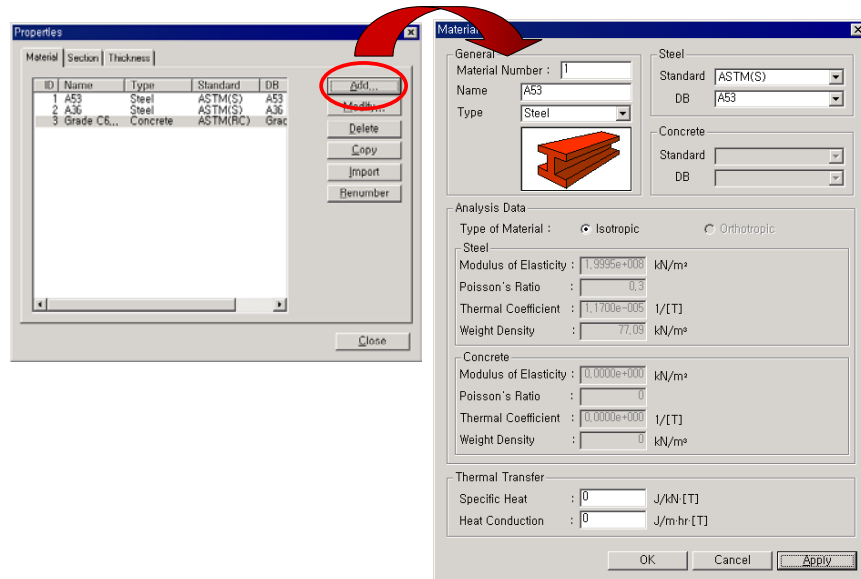 Properties
Material Section Thickness
ID Name Type Standard DB
1 A53 Steel ASTM(S) A53
2 A36 Steel ASTM(S) A36
3 Grade C6... Concrete ASTM(RC) Grac
Add...
Modify...
Delete
Copy
Import
Renumber
Close
Material
General
Material Number : 1
Name A53
Type Steel
Steel
Standard ASTM(S)
DB A53
Concrete
Standard
DB
Analysis Data
Type of Material : Isotropic Orthotropic
Steel
Modulus of Elasticity : 1,9995e+008 kN/m²
Poisson's Ratio : 0,3
Thermal Coefficient : 1,1700e-005 1/[T]
Weight Density : 77,09 kN/m³
Concrete
Modulus of Elasticity : 0,0000e+000 kN/m²
Poisson's Ratio : 0
Thermal Coefficient : 0,0000e+000 1/[T]
Weight Density : 0 kN/m³
Thermal Transfer
Specific Heat : 0 J/kN·[T]
Heat Conduction : 0 J/m·hr·[T]
OK Cancel Apply